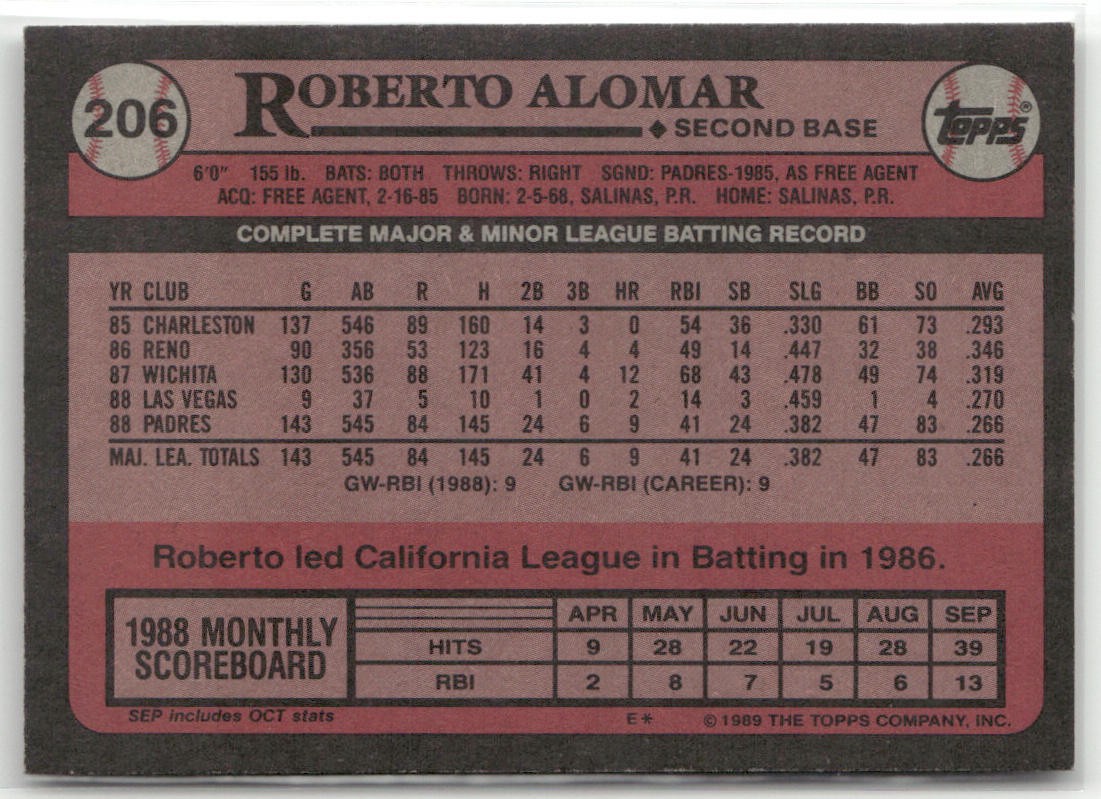 206
ROBERTO ALOMAR
SECOND BASE
topps®
6'0" 155 lb. BATS: BOTH THROWS: RIGHT SGND: PADRES-1985, AS FREE AGENT
ACQ: FREE AGENT, 2-16-85 BORN: 2-5-68, SALINAS, P.R. HOME: SALINAS, P.R.
COMPLETE MAJOR & MINOR LEAGUE BATTING RECORD
YR CLUB G AB R H 2B 3B HR RBI SB SLG BB SO AVG
85 CHARLESTON 137 546 89 160 14 3 0 54 36 .330 61 73 .293
86 RENO 90 356 53 123 16 4 4 49 14 .447 32 38 .346
87 WICHITA 130 536 88 171 41 4 12 68 43 .478 49 74 .319
88 LAS VEGAS 9 37 5 10 1 0 2 14 3 .459 1 4 .270
88 PADRES 143 545 84 145 24 6 9 41 24 .382 47 83 .266
MAJ. LEA. TOTALS 143 545 84 145 24 6 9 41 24 .382 47 83 .266
GW-RBI (1988): 9 GW-RBI (CAREER): 9
Roberto led California League in Batting in 1986.
1988 MONTHLY
SCOREBOARD
APR MAY JUN JUL AUG SEP
HITS 9 28 22 19 28 39
RBI 2 8 7 5 6 13
SEP includes OCT stats E* © 1989 THE TOPPS COMPANY, INC.